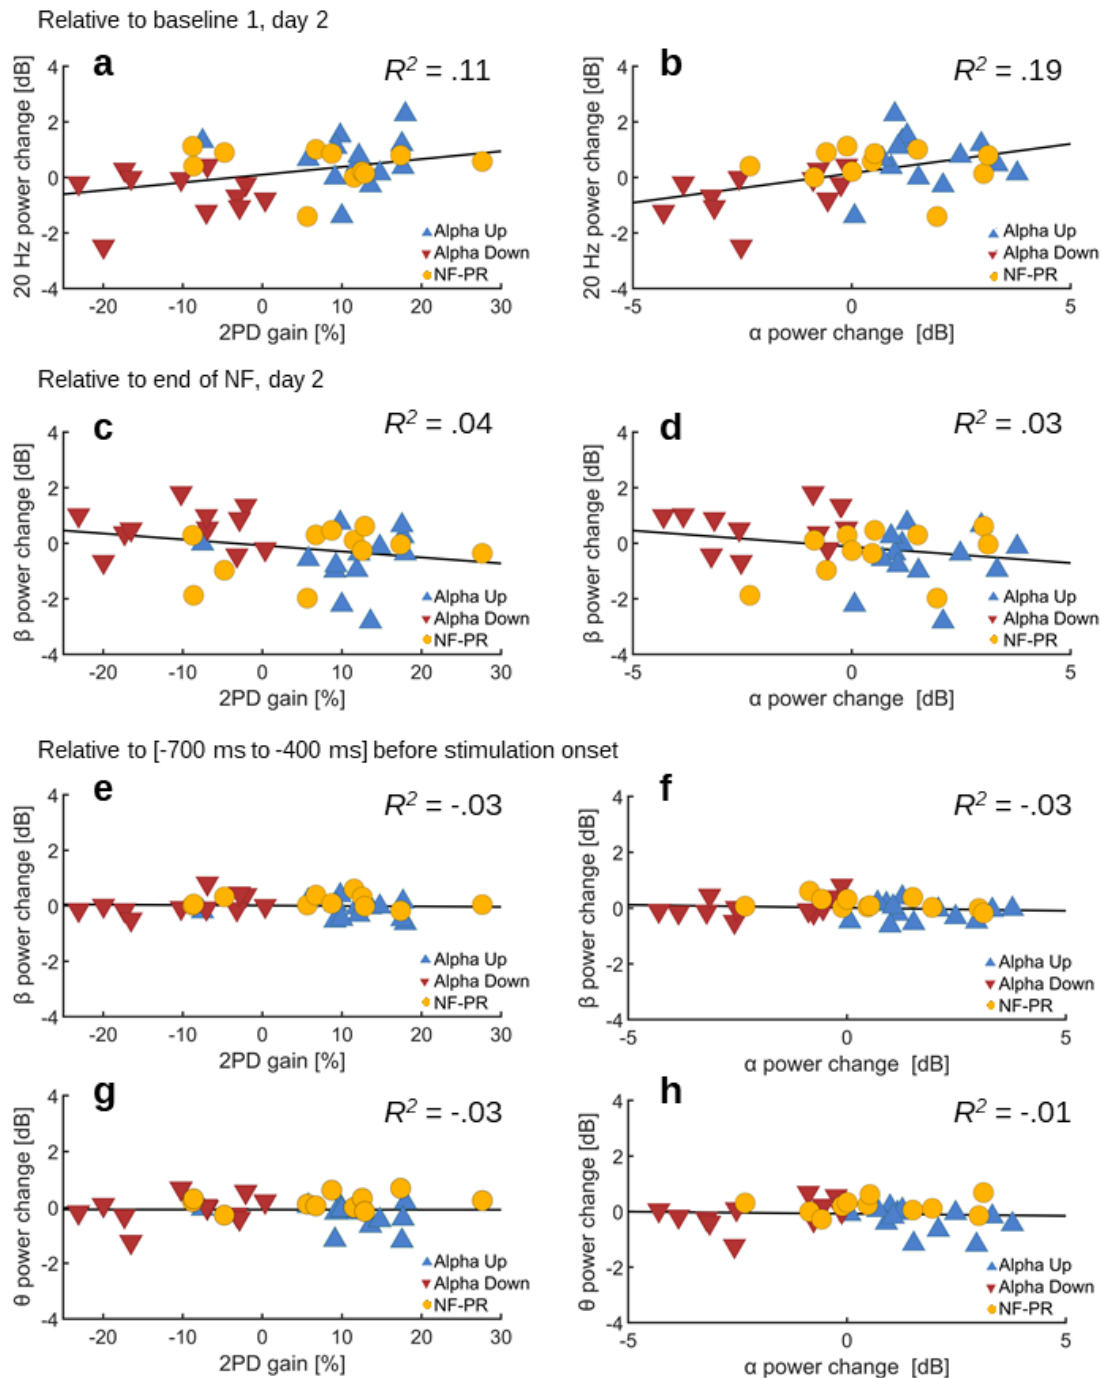 Relative to baseline 1, day 2
a
R² = .11
20 Hz power change [dB]
4
2
0
-2
-4
-20
-10
0
10
20
30
2PD gain [%]
Alpha Up
Alpha Down
NF-PR
b
R² = .19
20 Hz power change [dB]
4
2
0
-2
-4
-5
0
5
α power change [dB]
Alpha Up
Alpha Down
NF-PR
Relative to end of NF, day 2
c
R² = .04
β power change [dB]
4
2
0
-2
-4
-20
-10
0
10
20
30
2PD gain [%]
Alpha Up
Alpha Down
NF-PR
d
R² = .03
β power change [dB]
4
2
0
-2
-4
-5
0
5
α power change [dB]
Alpha Up
Alpha Down
NF-PR
Relative to [-700 ms to -400 ms] before stimulation onset
e
R² = -.03
β power change [dB]
4
2
0
-2
-4
-20
-10
0
10
20
30
2PD gain [%]
Alpha Up
Alpha Down
NF-PR
f
R² = -.03
β power change [dB]
4
2
0
-2
-4
-5
0
5
α power change [dB]
Alpha Up
Alpha Down
NF-PR
g
R² = -.03
θ power change [dB]
4
2
0
-2
-4
-20
-10
0
10
20
30
2PD gain [%]
Alpha Up
Alpha Down
NF-PR
h
R² = -.01
θ power change [dB]
4
2
0
-2
-4
-5
0
5
α power change [dB]
Alpha Up
Alpha Down
NF-PR